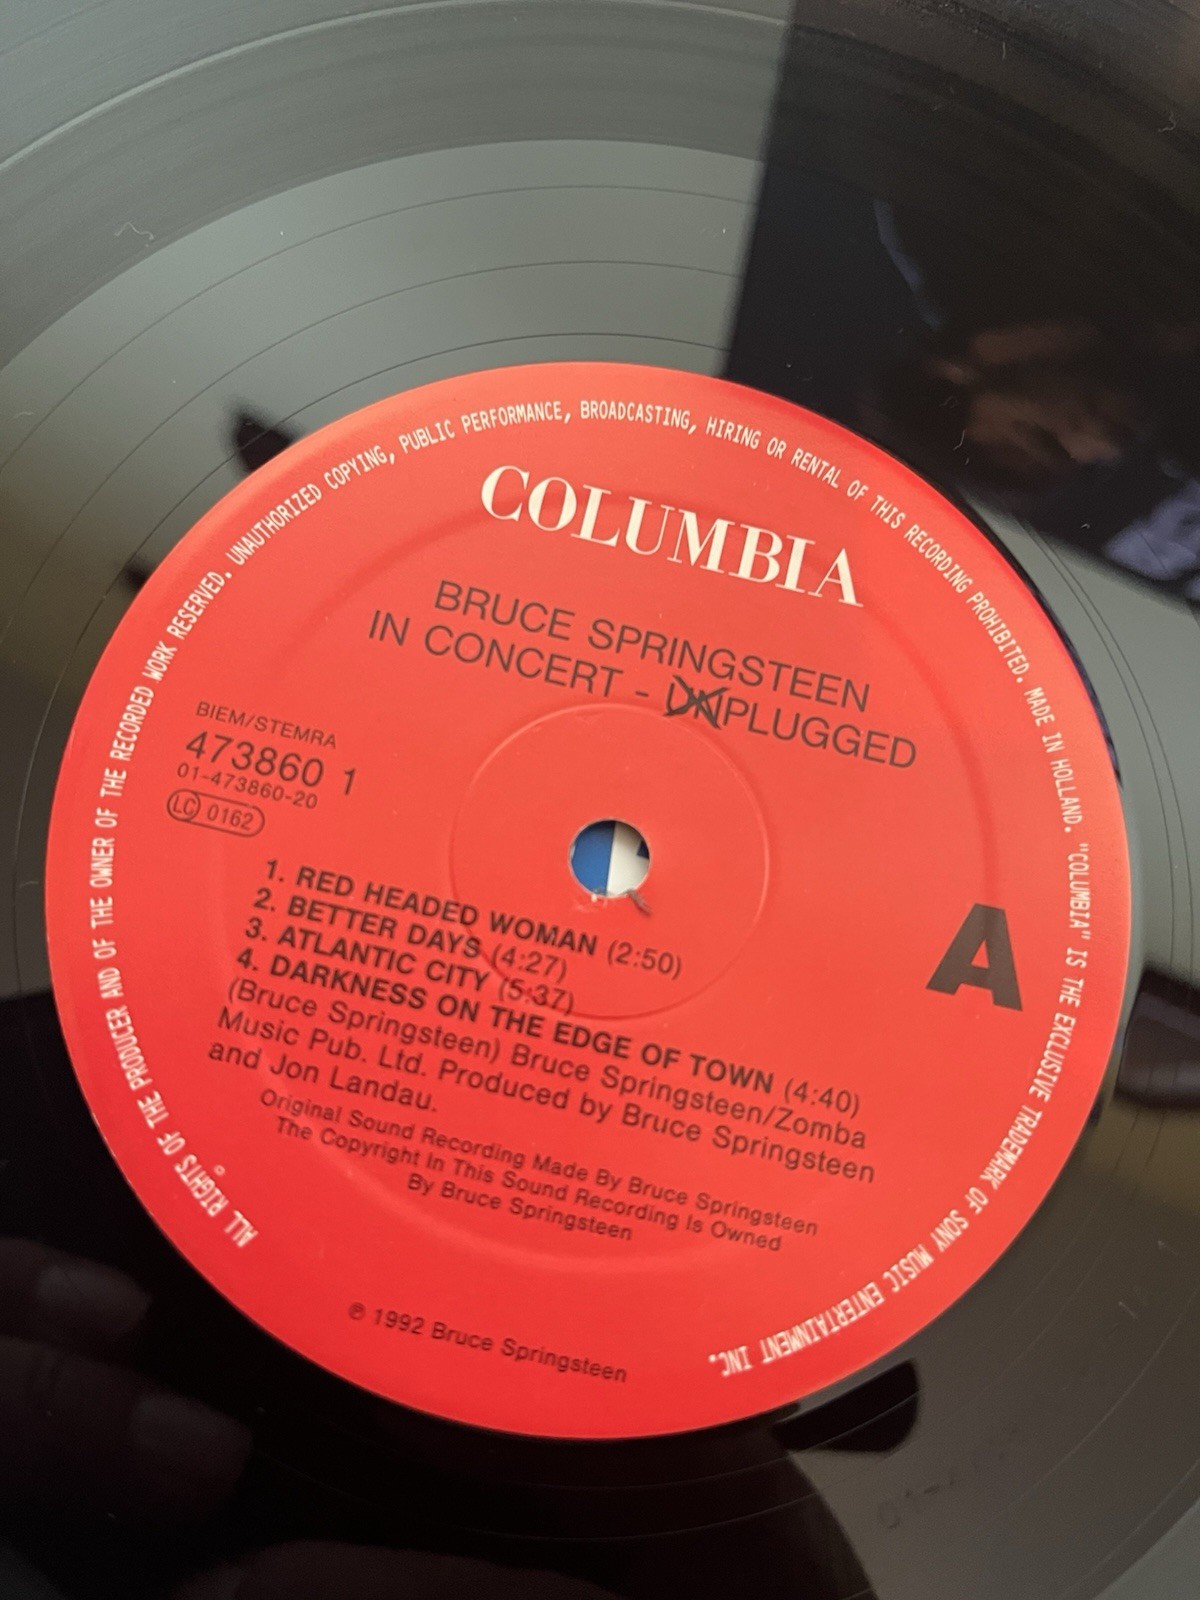 ALL RIGHTS OF THE PRODUCER AND OF THE OWNER OF THE RECORDED WORK RESERVED. UNAUTHORIZED COPYING, PUBLIC PERFORMANCE, BROADCASTING, HIRING OR RENTAL OF THIS RECORDING PROHIBITED. MADE IN HOLLAND. "COLUMBIA" IS THE EXCLUSIVE TRADEMARK OF SONY MUSIC ENTERTAINMENT INC.
COLUMBIA
BRUCE SPRINGSTEEN
IN CONCERT - UNPLUGGED
BIEM/STEMRA
473860 1
01-473860-20
LC 0162
A
1. RED HEADED WOMAN (2:50)
2. BETTER DAYS (4:27)
3. ATLANTIC CITY (5:37)
4. DARKNESS ON THE EDGE OF TOWN (4:40)
(Bruce Springsteen) Bruce Springsteen/Zomba
Music Pub. Ltd. Produced by Bruce Springsteen
and Jon Landau.
Original Sound Recording Made By Bruce Springsteen
The Copyright In This Sound Recording Is Owned
By Bruce Springsteen
℗ 1992 Bruce Springsteen